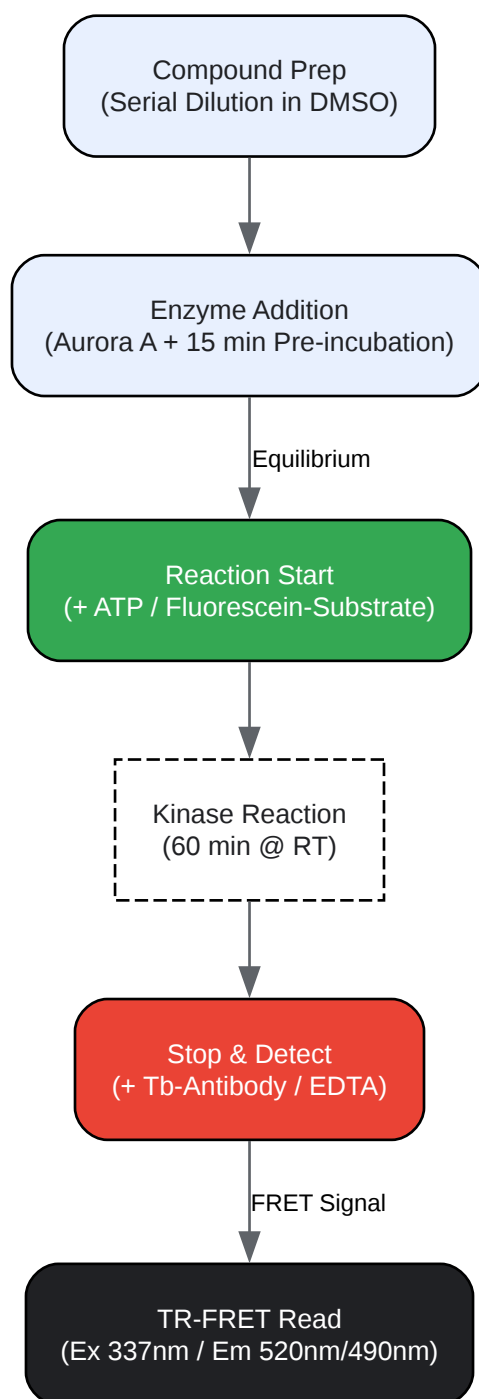 Compound Prep
(Serial Dilution in DMSO)
Enzyme Addition
(Aurora A + 15 min Pre-incubation)
Equilibrium
Reaction Start
(+ ATP / Fluorescein-Substrate)
Kinase Reaction
(60 min @ RT)
Stop & Detect
(+ Tb-Antibody / EDTA)
FRET Signal
TR-FRET Read
(Ex 337nm / Em 520nm/490nm)